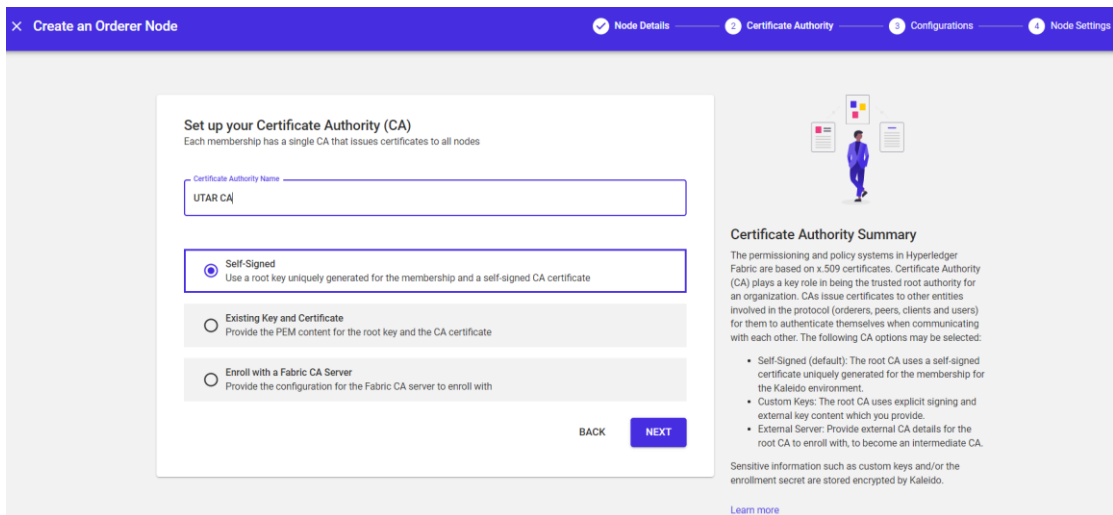 Create an Orderer Node
Node Details
2 Certificate Authority
3 Configurations
4 Node Settings
Set up your Certificate Authority (CA)
Each membership has a single CA that issues certificates to all nodes
Certificate Authority Name
UTAR CA
Self-Signed
Use a root key uniquely generated for the membership and a self-signed CA certificate
Existing Key and Certificate
Provide the PEM content for the root key and the CA certificate
Enroll with a Fabric CA Server
Provide the configuration for the Fabric CA server to enroll with
BACK
NEXT
Certificate Authority Summary
The permissioning and policy systems in Hyperledger
Fabric are based on x.509 certificates. Certificate Authority
(CA) plays a key role in being the trusted root authority for
an organization. CAs issue certificates to other entities
involved in the protocol (orderers, peers, clients and users)
for them to authenticate themselves when communicating
with each other. The following CA options may be selected:
• Self-Signed (default): The root CA uses a self-signed
certificate uniquely generated for the membership for
the Kaleido environment.
• Custom Keys: The root CA uses explicit signing and
external key content which you provide.
• External Server: Provide external CA details for the
root CA to enroll with, to become an intermediate CA.
Sensitive information such as custom keys and/or the
enrollment secret are stored encrypted by Kaleido.
Learn more